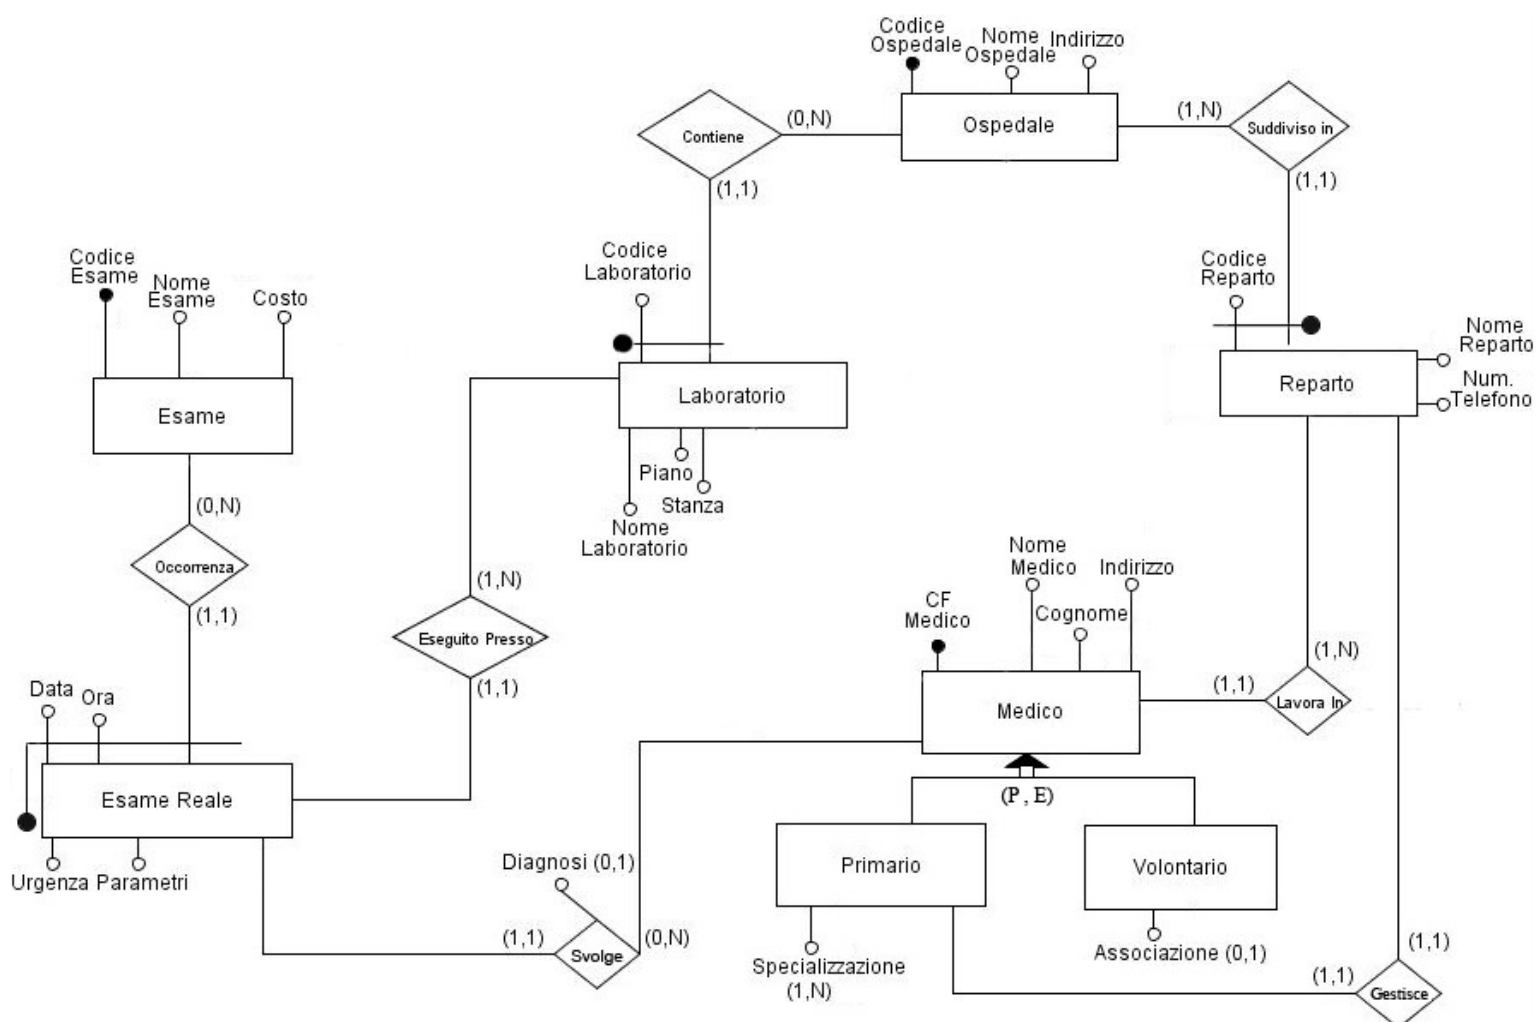 Codice
Ospedale
Nome
Ospedale
Indirizzo
Ospedale
(0,N)
(1,N)
Contiene
Suddiviso in
(1,1)
(1,1)
Codice
Laboratorio
Codice
Reparto
Codice
Esame
Nome
Esame
Costo
Esame
Laboratorio
Piano
Stanza
Nome
Laboratorio
Reparto
Nome
Reparto
Num.
Telefono
(0,N)
Occorrenza
(1,1)
(1,N)
Eseguito Presso
(1,1)
CF
Medico
Nome
Medico
Cognome
Indirizzo
Medico
(1,1)
(1,N)
Lavora In
Data
Ora
Esame Reale
Urgenza
Parametri
(P , E)
Primario
Volontario
Diagnosi (0,1)
(1,1)
Svolge
(0,N)
Specializzazione
(1,N)
Associazione (0,1)
(1,1)
(1,1)
Gestisce